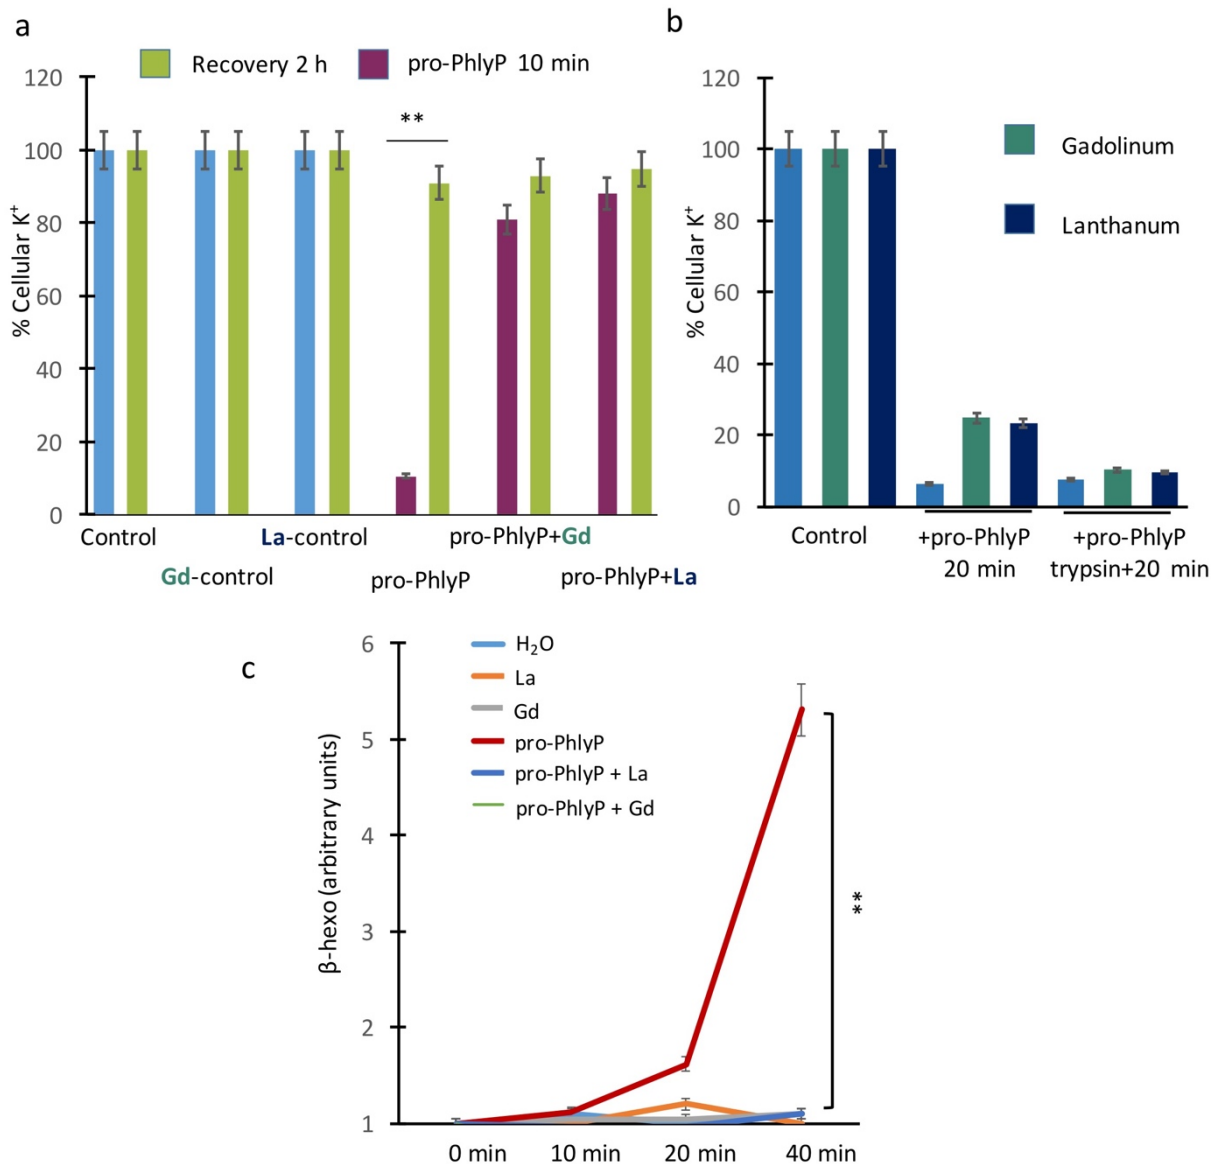 a
Recovery 2 h
pro-PhlyP 10 min
120
100
80
60
40
20
0
% Cellular K⁺
**
Control
La-control
pro-PhlyP+Gd
Gd-control
pro-PhlyP
pro-PhlyP+La
b
120
100
80
60
40
20
0
% Cellular K⁺
Gadolinum
Lanthanum
Control
+pro-PhlyP
20 min
+pro-PhlyP
trypsin+20 min
c
6
5
4
3
2
1
β-hexo (arbitrary units)
H₂O
La
Gd
pro-PhlyP
pro-PhlyP + La
pro-PhlyP + Gd
**
0 min
10 min
20 min
40 min